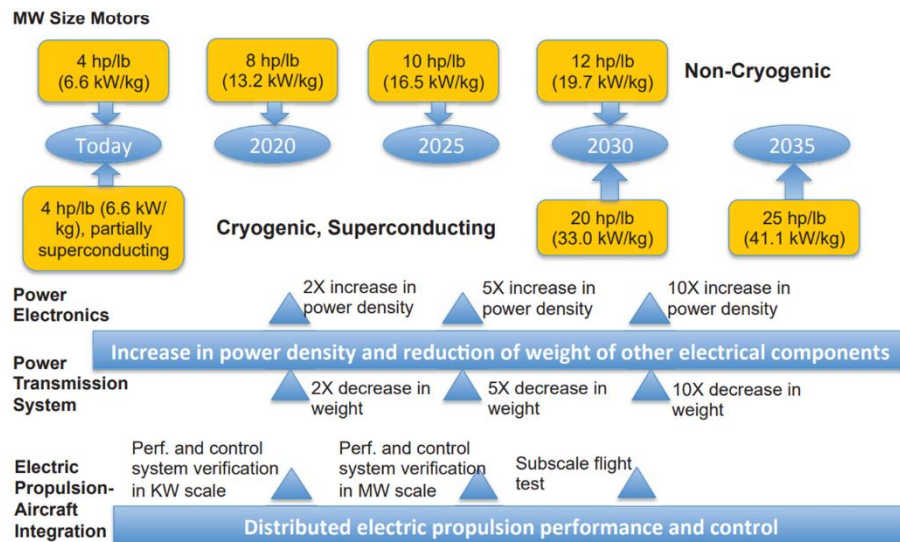 MW Size Motors
4 hp/lb
(6.6 kW/kg)
8 hp/lb
(13.2 kW/kg)
10 hp/lb
(16.5 kW/kg)
12 hp/lb
(19.7 kW/kg)
Non-Cryogenic
Today
2020
2025
2030
2035
4 hp/lb (6.6 kW/
kg), partially
superconducting
Cryogenic, Superconducting
20 hp/lb
(33.0 kW/kg)
25 hp/lb
(41.1 kW/kg)
Power
Electronics
2X increase in
power density
5X increase in
power density
10X increase in
power density
Increase in power density and reduction of weight of other electrical components
Power
Transmission
System
2X decrease in
weight
5X decrease in
weight
10X decrease in
weight
Electric
Propulsion-
Aircraft
Integration
Perf. and control
system verification
in KW scale
Perf. and control
system verification
in MW scale
Subscale flight
test
Distributed electric propulsion performance and control